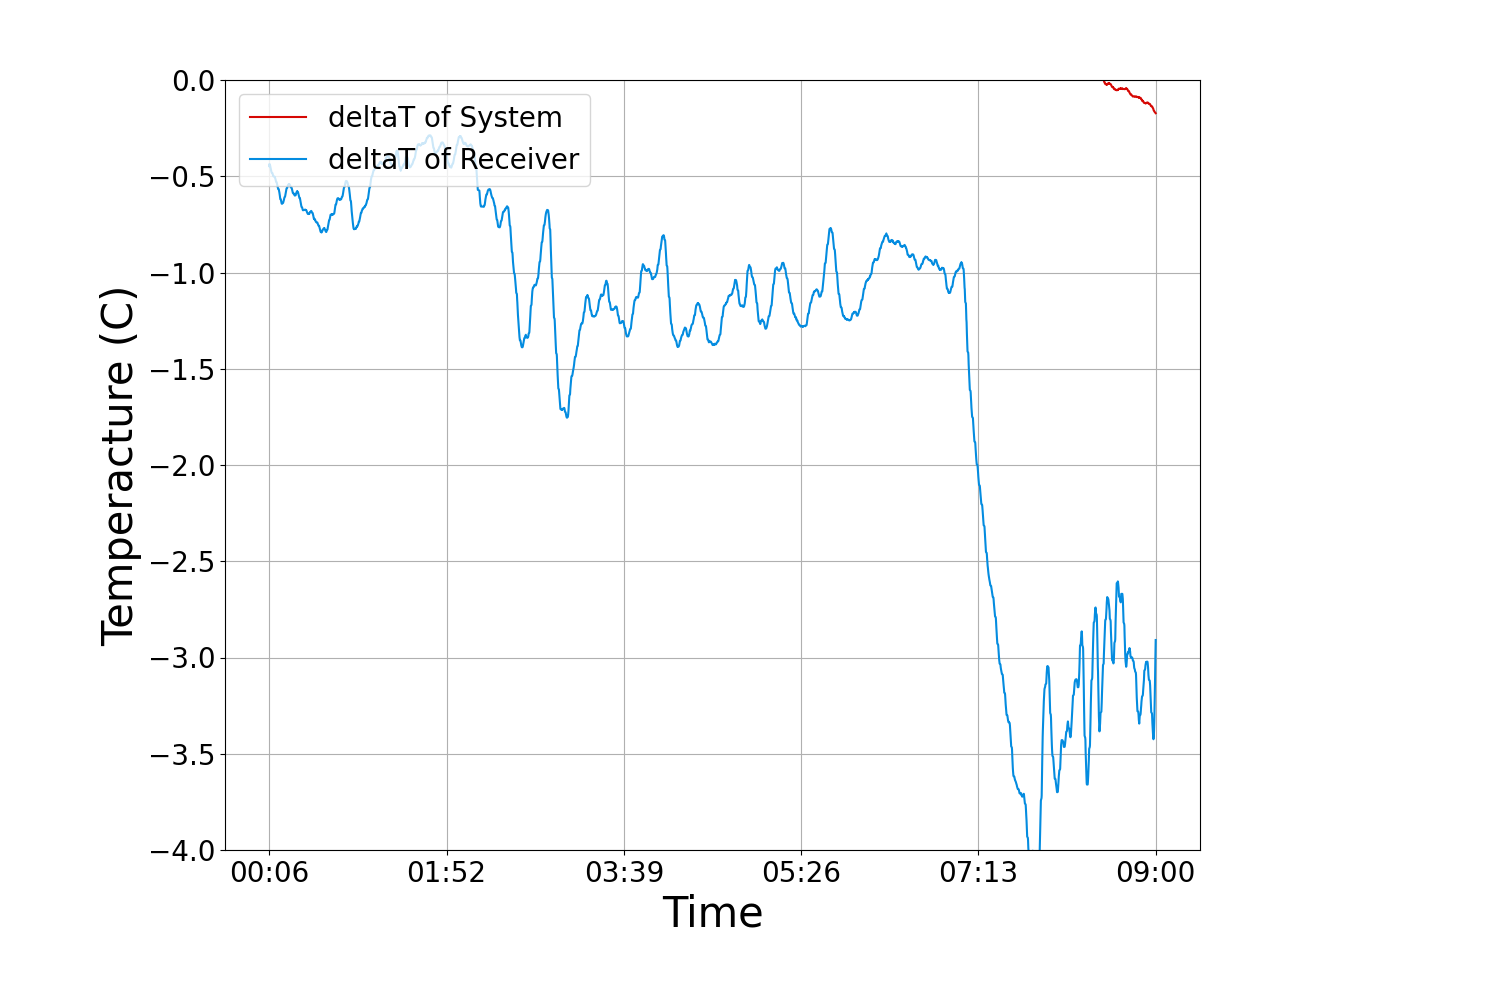 deltaT of System
deltaT of Receiver
0.0
−0.5
−1.0
−1.5
−2.0
−2.5
−3.0
−3.5
−4.0
Temperacture (C)
00:06 01:52 03:39 05:26 07:13 09:00
Time